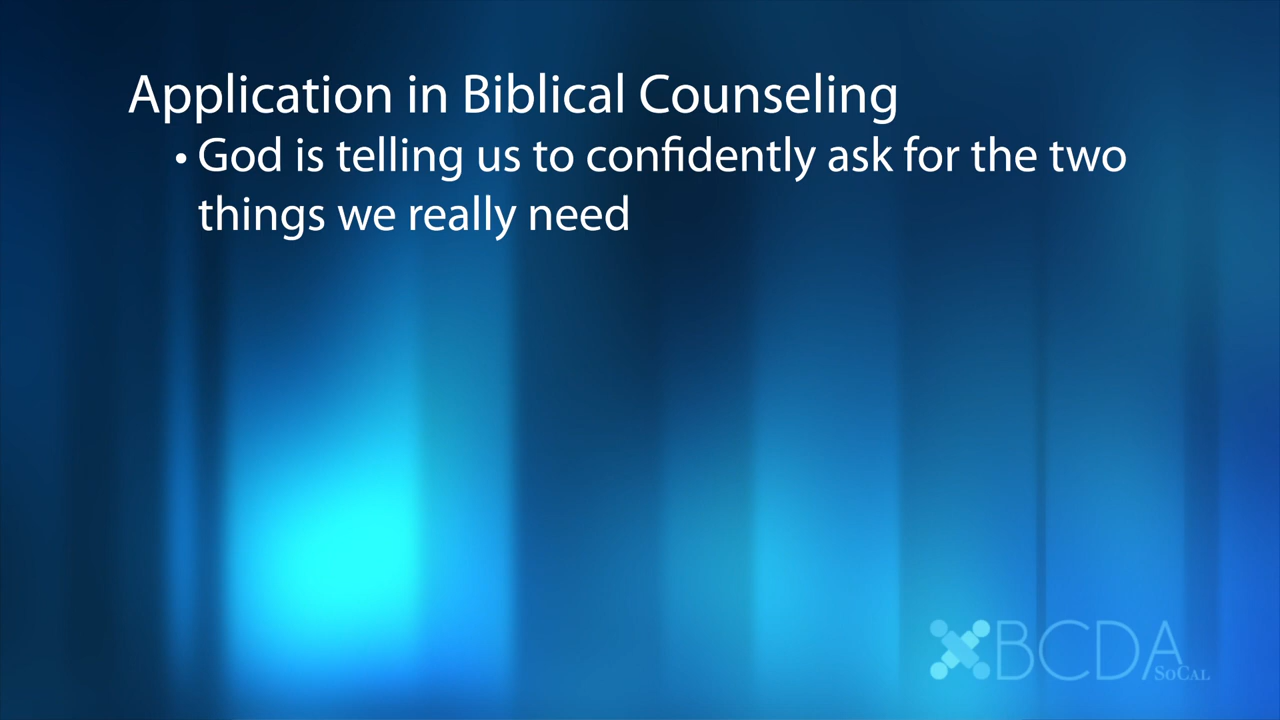 Application in Biblical Counseling
• God is telling us to confidently ask for the two
things we really need
BCDA
SoCal